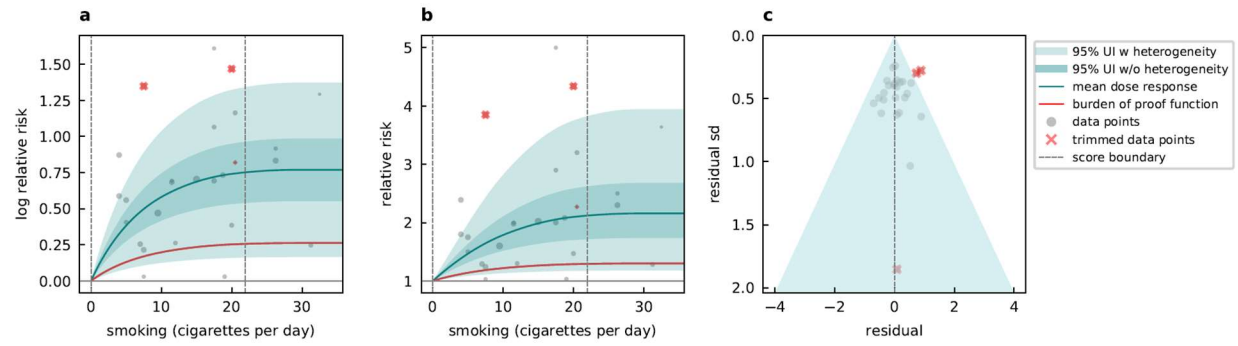 a
1.50
1.25
1.00
0.75
0.50
0.25
0.00
log relative risk
0 10 20 30
smoking (cigarettes per day)
b
5
4
3
2
1
relative risk
0 10 20 30
smoking (cigarettes per day)
c
0.0
0.5
1.0
1.5
2.0
residual sd
−4 −2 0 2 4
residual
95% UI w heterogeneity
95% UI w/o heterogeneity
mean dose response
burden of proof function
data points
trimmed data points
score boundary